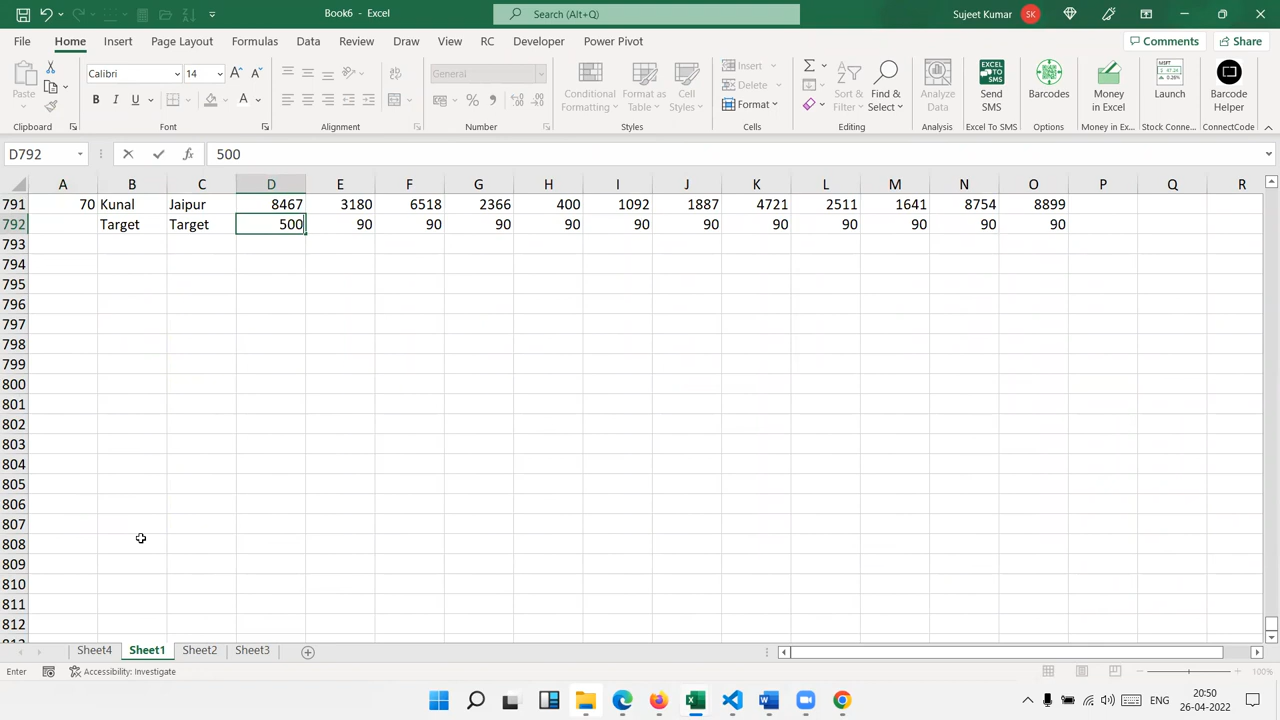 Book6 - Excel
Search (Alt+Q)
Sujeet Kumar SK
File Home Insert Page Layout Formulas Data Review View Draw RC Developer Power Pivot Comments Share
Paste
Calibri 14
B I U A
General
Conditional Formatting
Format as Table
Cell Styles
Insert
Delete
Format
Sort & Filter
Find & Select
Analyze Data
EXCEL TO SMS
Send SMS
Barcodes
Money in Excel
Launch
Barcode Helper
Clipboard Font Alignment Number Styles Cells Editing Analysis Excel To SMS Options Money in Ex... Stock Conne... ConnectCode
D792 fx 500
A B C D E F G H I J K L M N O P Q R
791 70 Kunal Jaipur 8467 3180 6518 2366 400 1092 1887 4721 2511 1641 8754 8899
792 Target Target 500 90 90 90 90 90 90 90 90 90 90 90
793
794
795
796
797
798
799
800
801
802
803
804
805
806
807
808
809
810
811
812
Sheet4 Sheet1 Sheet2 Sheet3
Enter Accessibility: Investigate 100%
ENG 20:50
26-04-2022